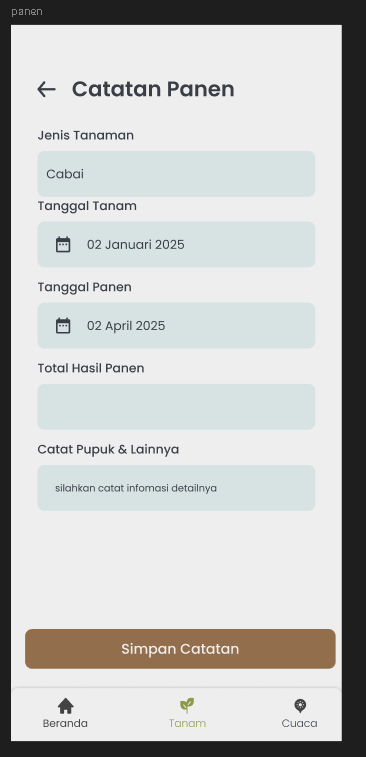 panen
Catatan Panen
Jenis Tanaman
Cabai
Tanggal Tanam
02 Januari 2025
Tanggal Panen
02 April 2025
Total Hasil Panen
Catat Pupuk & Lainnya
silahkan catat infomasi detailnya
Simpan Catatan
Beranda
Tanam
Cuaca